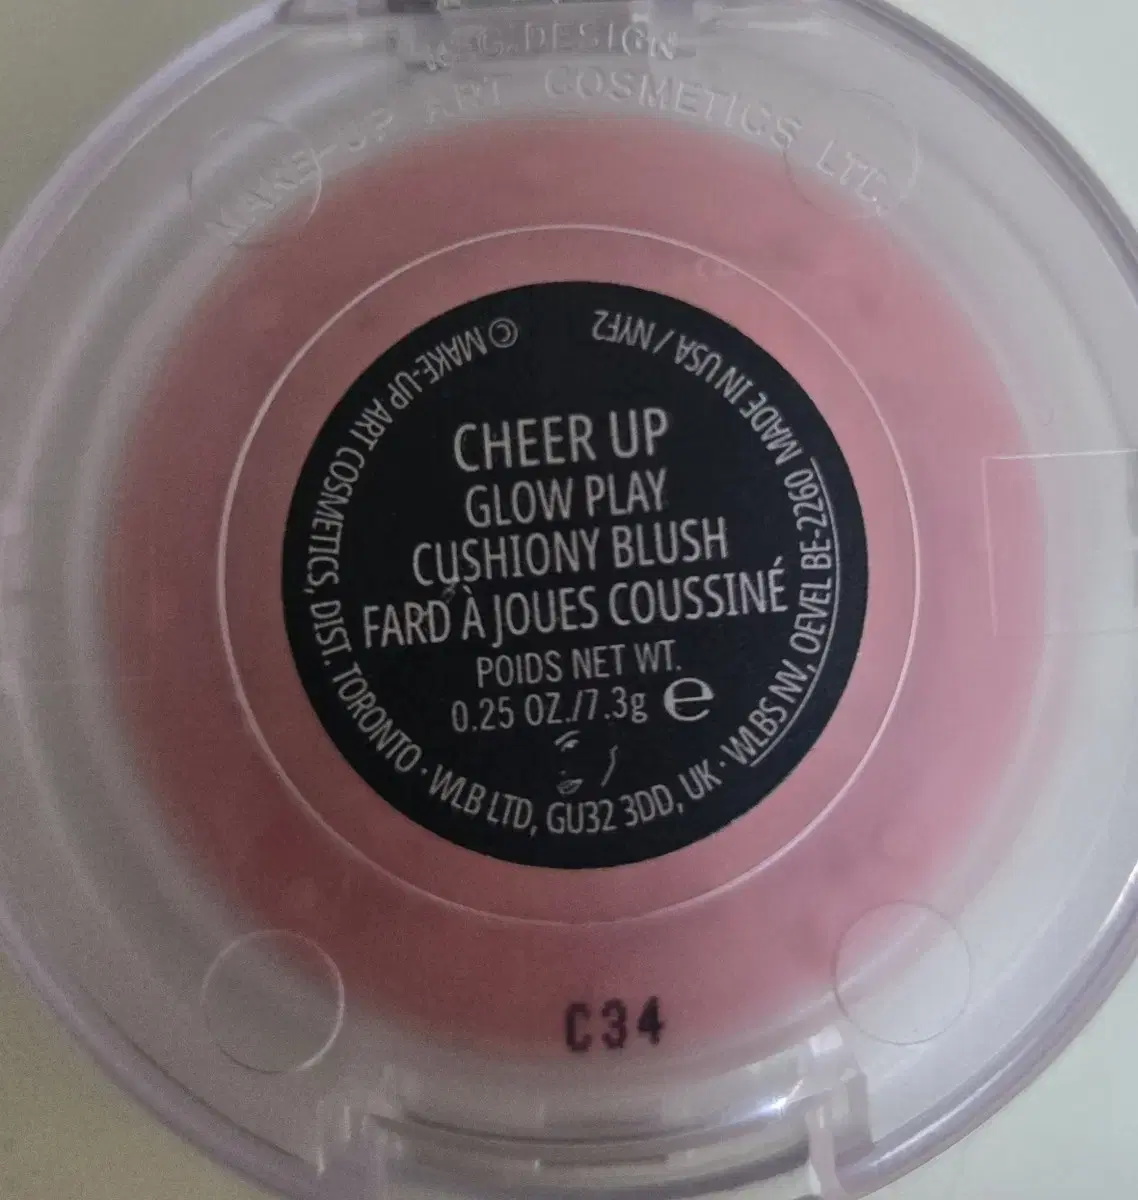 DESIGN
MAKE-UP ART COSMETICS LTD.
CHEER UP
GLOW PLAY
CUSHIONY BLUSH
FARD À JOUES COUSSINÉ
POIDS NET WT.
0.25 OZ./7.3g e
© MAKE-UP ART COSMETICS, DIST. TORONTO · WLB LTD, GU32 3DD, UK · WLBS NV, OEVEL BE-2260 MADE IN USA / NYF2
C34